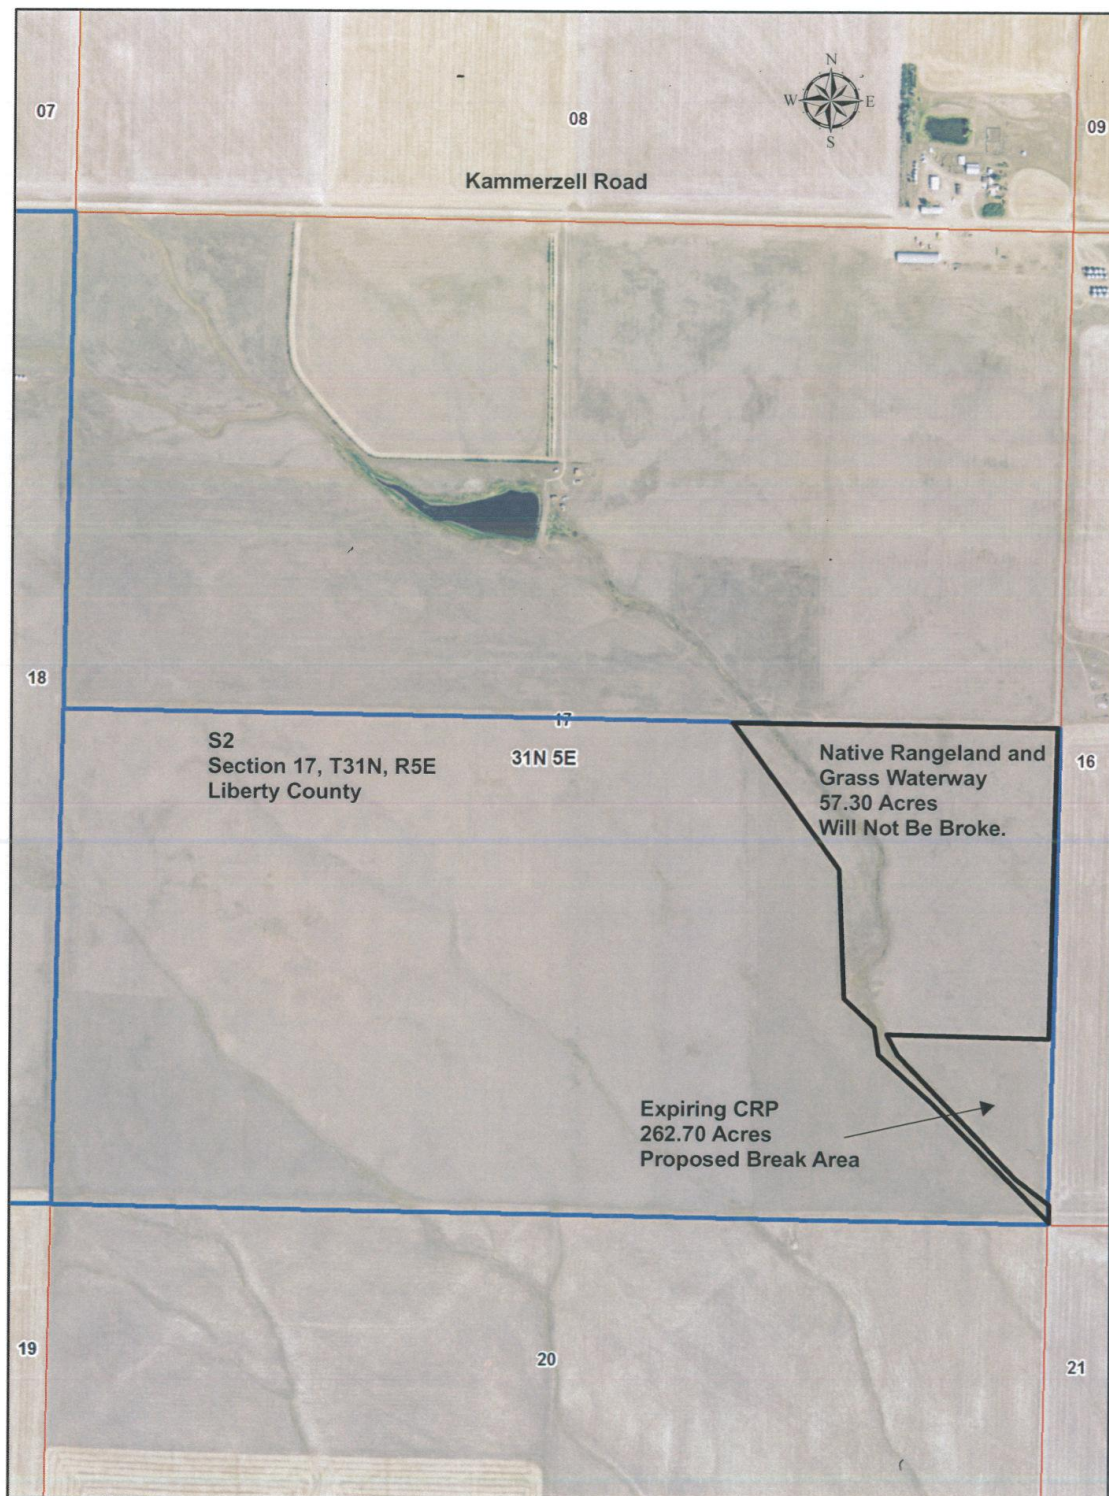 07
08
09
N
W
E
S
Kammerzell Road
18
17
16
S2
Section 17, T31N, R5E
Liberty County
31N 5E
Native Rangeland and
Grass Waterway
57.30 Acres
Will Not Be Broke.
Expiring CRP
262.70 Acres
Proposed Break Area
19
20
21